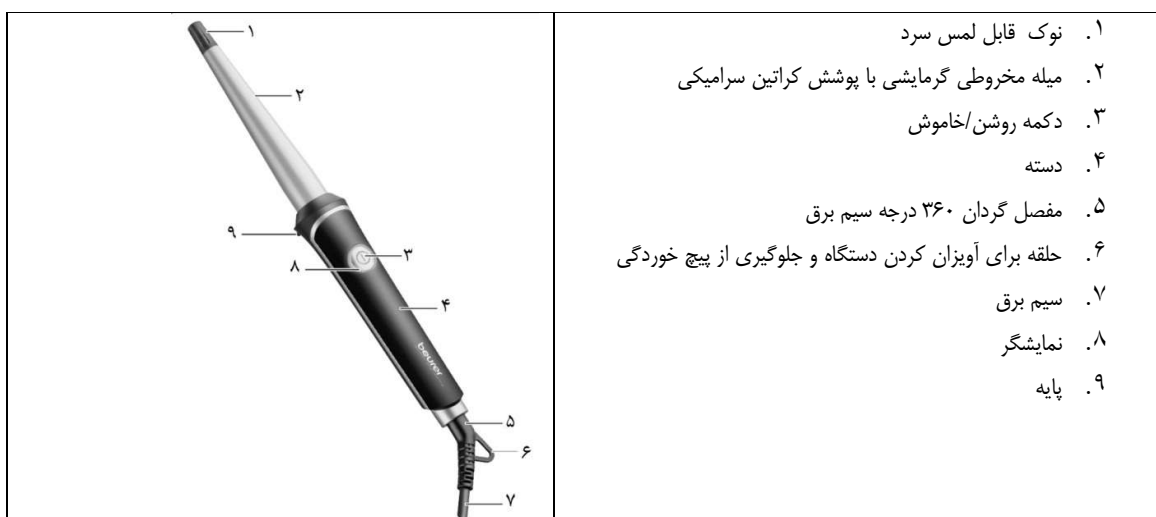 ۱. نوک قابل لمس سرد
۲. میله مخروطی گرمایشی با پوشش کراتین سرامیکی
۳. دکمه روشن/خاموش
۴. دسته
۵. مفصل گردان ۳۶۰ درجه سیم برق
۶. حلقه برای آویزان کردن دستگاه و جلوگیری از پیچ خوردگی
۷. سیم برق
۸. نمایشگر
۹. پایه
۱
۲
۹
۳
۸
۴
beurer
۵
۶
۷